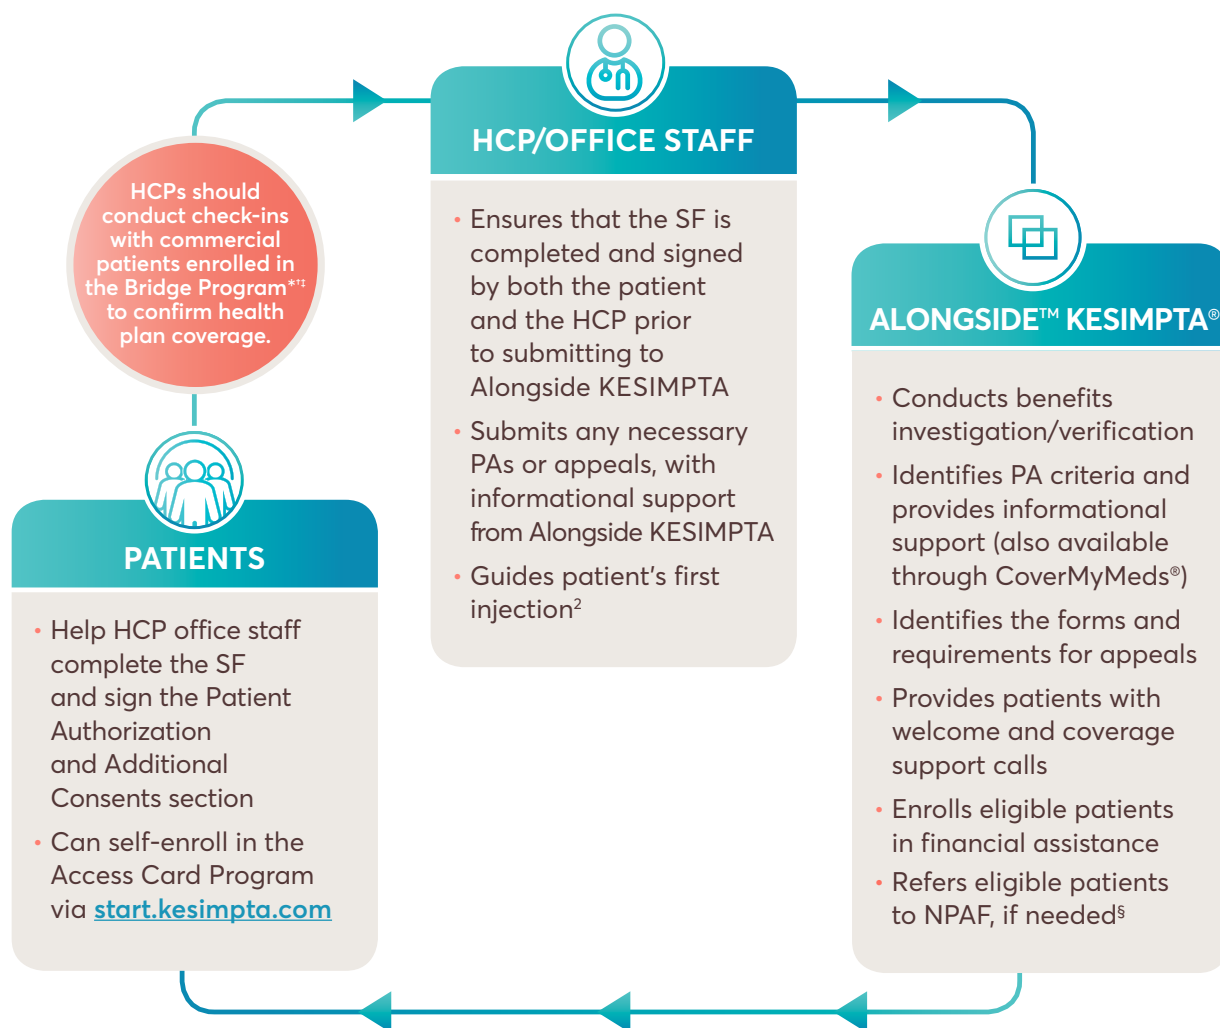 HCPs should
conduct check-ins
with commercial
patients enrolled in
the Bridge Program*†‡
to confirm health
plan coverage.
PATIENTS
• Help HCP office staff
complete the SF
and sign the Patient
Authorization
and Additional
Consents section
• Can self-enroll in the
Access Card Program
via start.kesimpta.com
HCP/OFFICE STAFF
• Ensures that the SF is
completed and signed
by both the patient
and the HCP prior
to submitting to
Alongside KESIMPTA
• Submits any necessary
PAs or appeals, with
informational support
from Alongside KESIMPTA
• Guides patient's first
injection²
ALONGSIDE™ KESIMPTA®
• Conducts benefits
investigation/verification
• Identifies PA criteria and
provides informational
support (also available
through CoverMyMeds®)
• Identifies the forms and
requirements for appeals
• Provides patients with
welcome and coverage
support calls
• Enrolls eligible patients
in financial assistance
• Refers eligible patients
to NPAF, if needed§